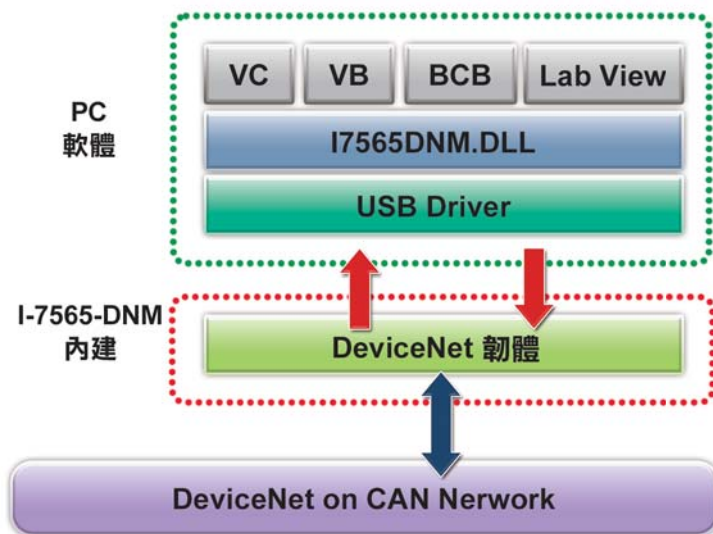 VC
VB
BCB
Lab View
PC
軟體
I7565DNM.DLL
USB Driver
I-7565-DNM
內建
DeviceNet 韌體
DeviceNet on CAN Nerwork